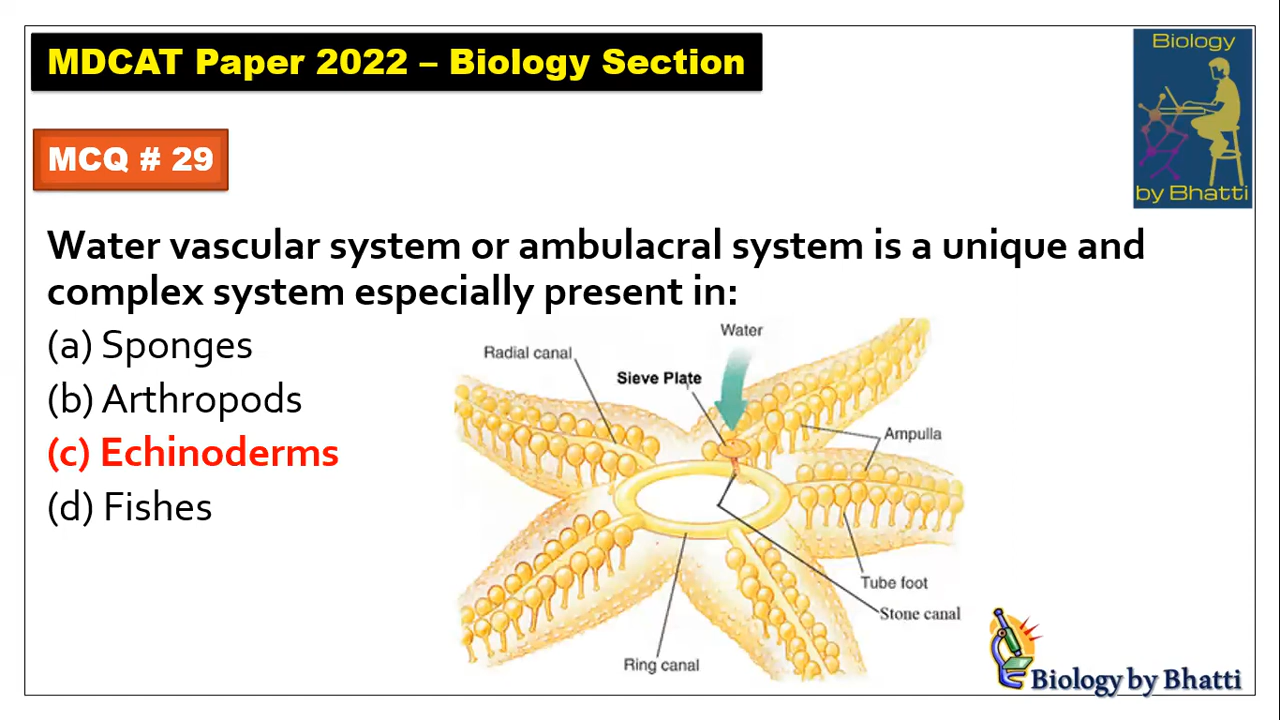 MDCAT Paper 2022 – Biology Section
Biology
by Bhatti
MCQ # 29
Water vascular system or ambulacral system is a unique and
complex system especially present in:
(a) Sponges
(b) Arthropods
(c) Echinoderms
(d) Fishes
Water
Radial canal
Sieve Plate
Ampulla
Tube foot
Stone canal
Ring canal
Biology by Bhatti